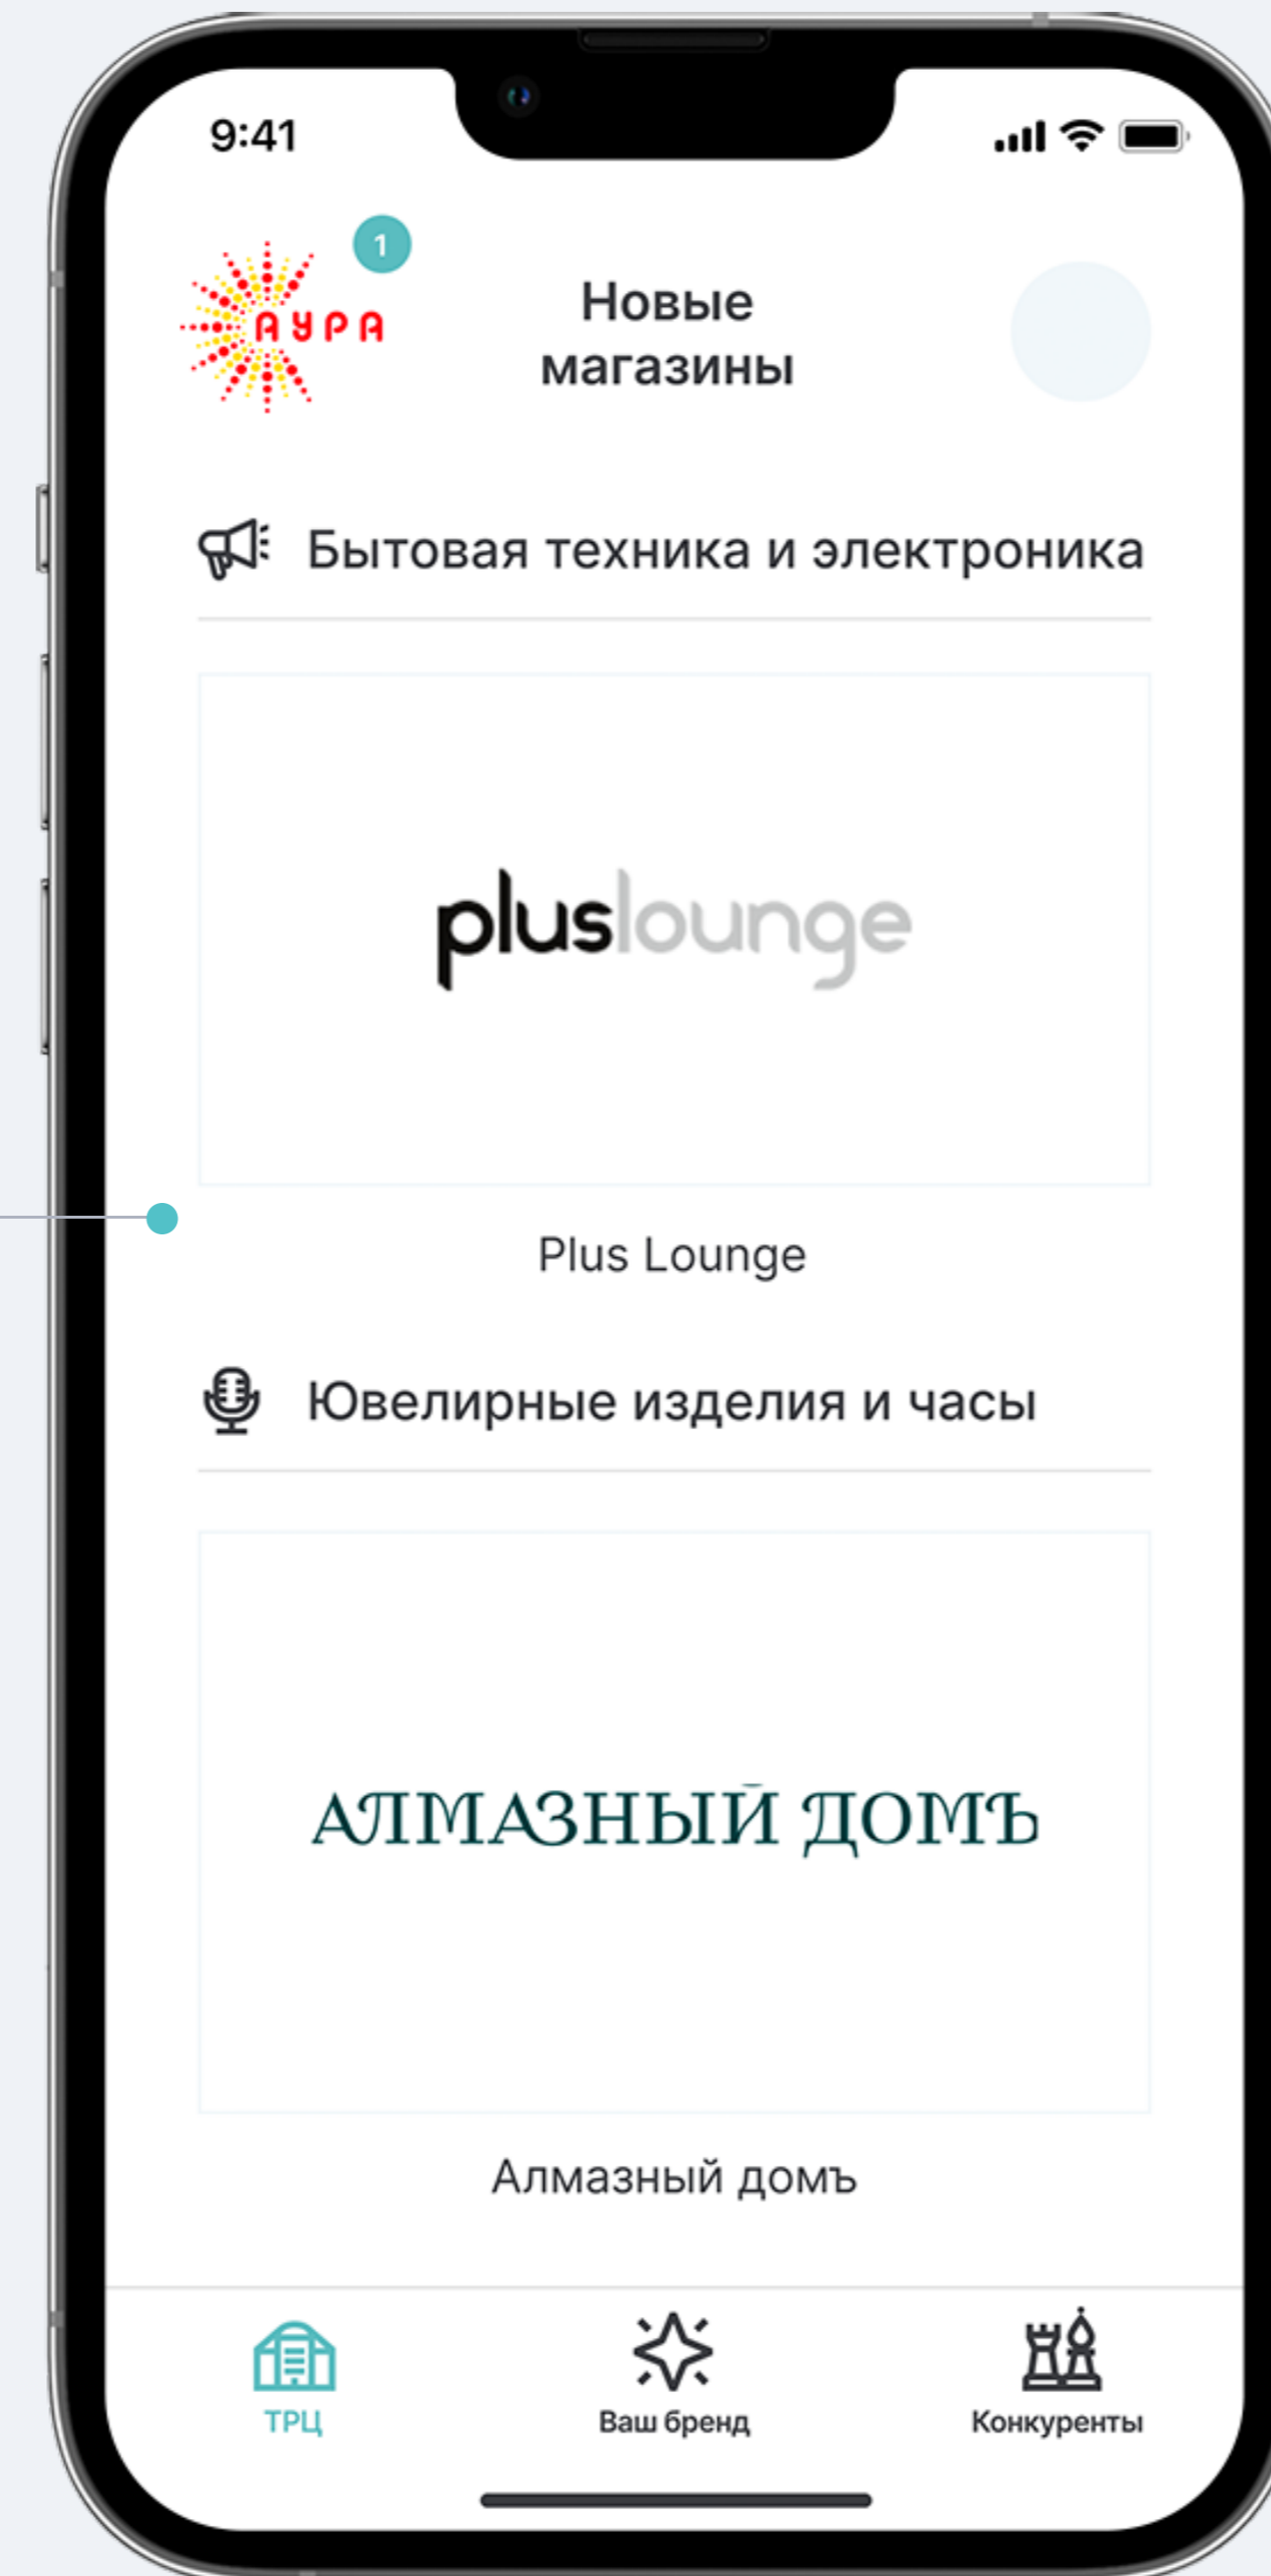 9:41
1
АУРА
Новые
магазины
Бытовая техника и электроника
pluslounge
Plus Lounge
Ювелирные изделия и часы
АЛМАЗНЫЙ ДОМЪ
Алмазный домъ
ТРЦ
Ваш бренд
Конкуренты